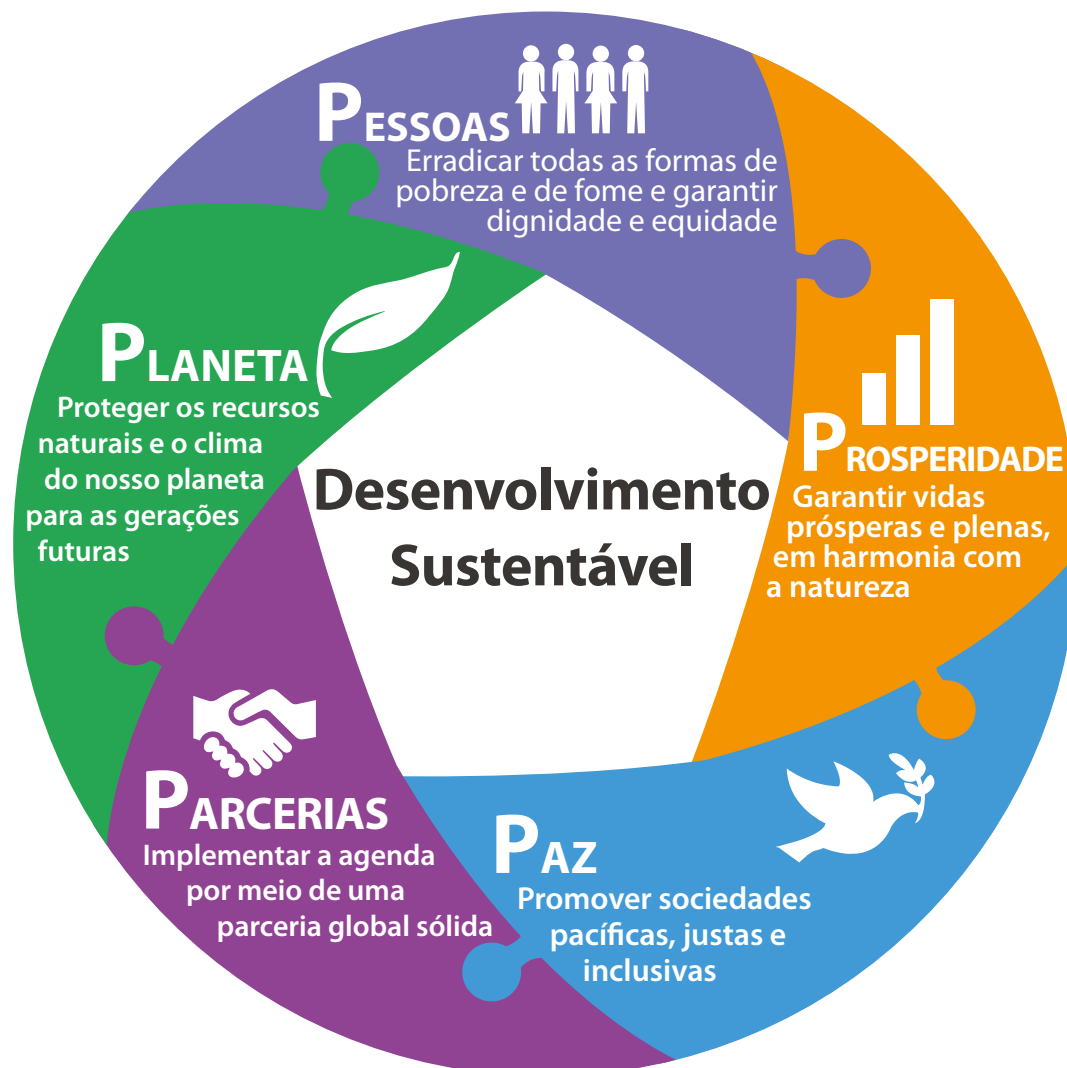 PESSOAS
Erradicar todas as formas de
pobreza e de fome e garantir
dignidade e equidade
PLANETA
Proteger os recursos
naturais e o clima
do nosso planeta
para as gerações
futuras
Desenvolvimento
Sustentável
PROSPERIDADE
Garantir vidas
prósperas e plenas,
em harmonia com
a natureza
PARCERIAS
Implementar a agenda
por meio de uma
parceria global sólida
PAZ
Promover sociedades
pacíficas, justas e
inclusivas